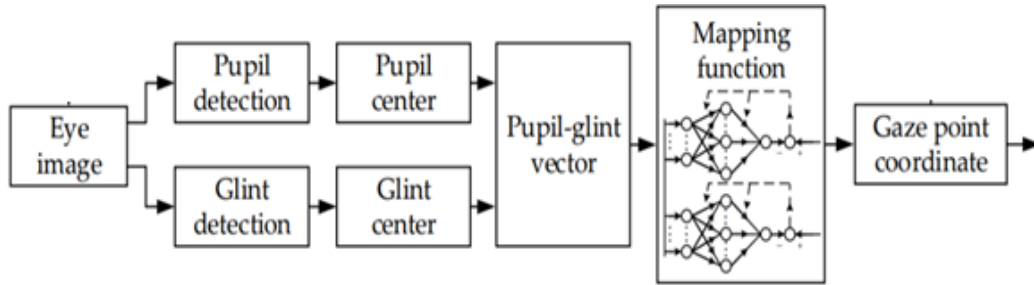 Eye
image
Pupil
detection
Pupil
center
Glint
detection
Glint
center
Pupil-glint
vector
Mapping
function
− +
− +
Gaze point
coordinate